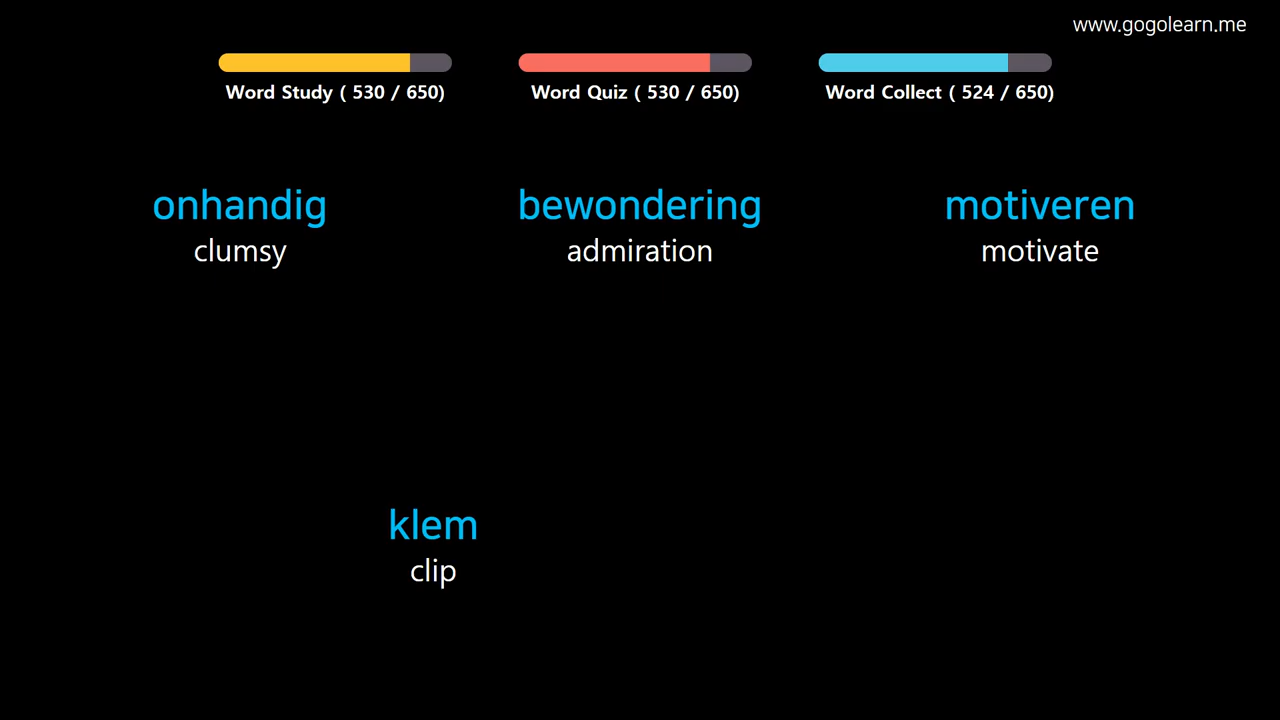 www.gogolearn.me
Word Study ( 530 / 650)
Word Quiz ( 530 / 650)
Word Collect ( 524 / 650)
onhandig
clumsy
bewondering
admiration
motiveren
motivate
klem
clip